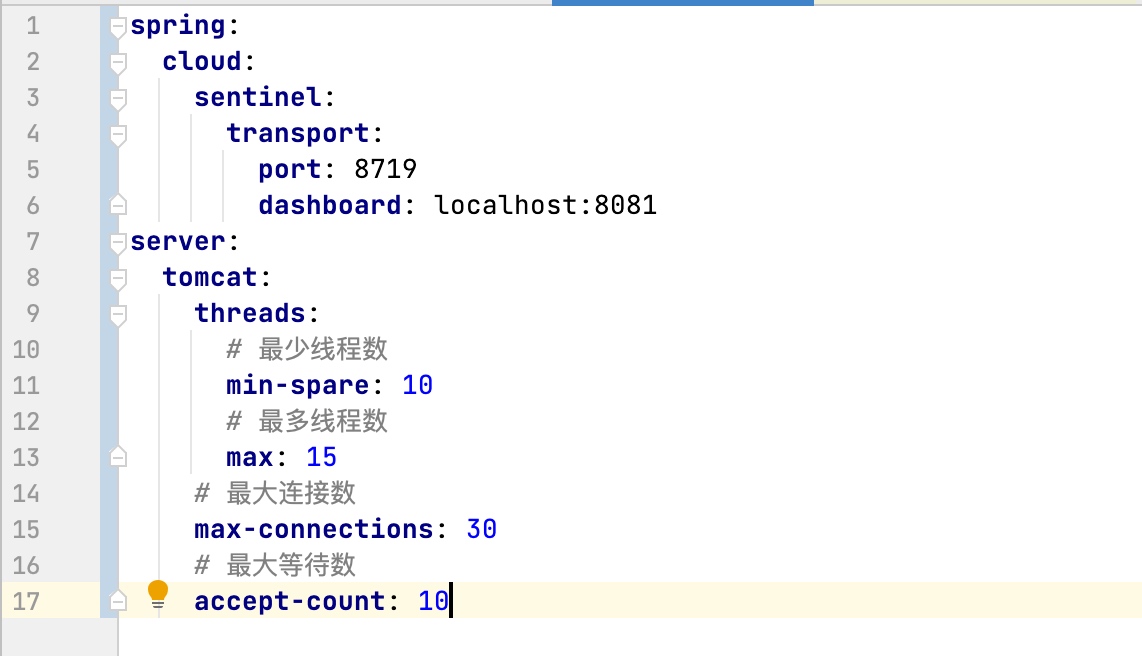 1 spring:
2   cloud:
3     sentinel:
4       transport:
5         port: 8719
6         dashboard: localhost:8081
7 server:
8   tomcat:
9     threads:
10       # 最少线程数
11       min-spare: 10
12       # 最多线程数
13       max: 15
14     # 最大连接数
15     max-connections: 30
16     # 最大等待数
17     accept-count: 10